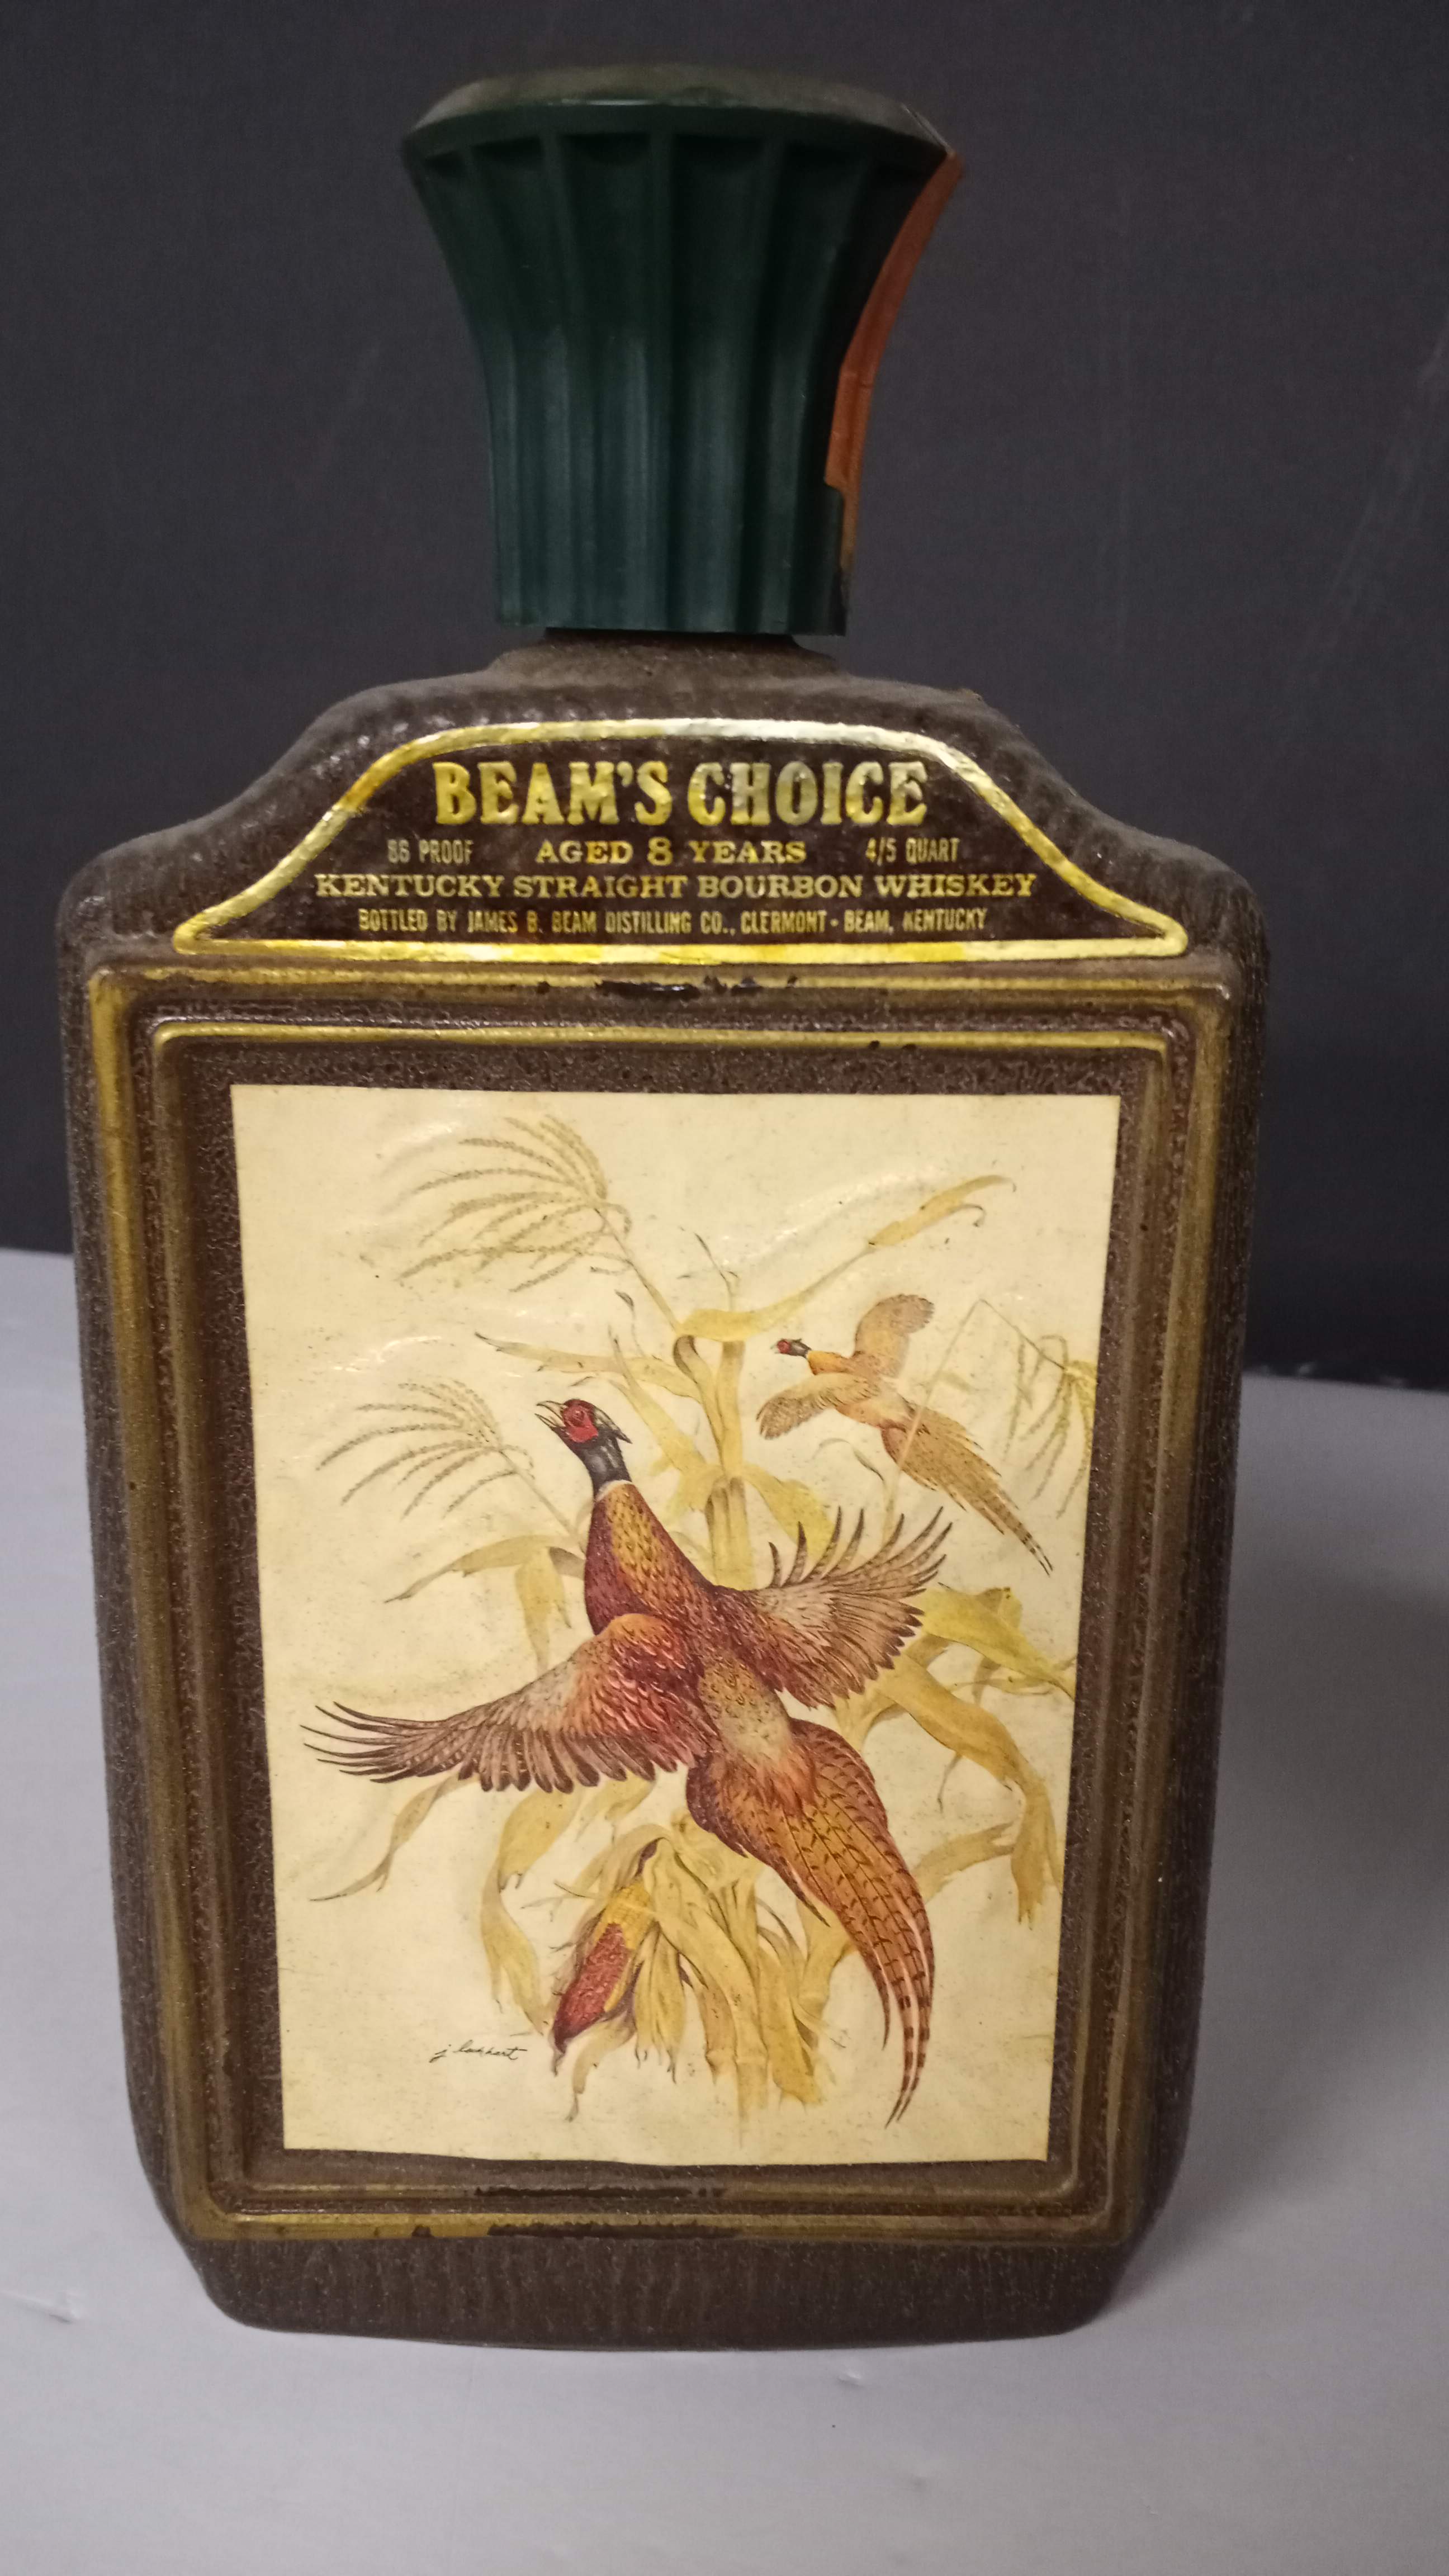 BEAM'S CHOICE
86 PROOF AGED 8 YEARS 4/5 QUART
KENTUCKY STRAIGHT BOURBON WHISKEY
BOTTLED BY JAMES B. BEAM DISTILLING CO., CLERMONT - BEAM, KENTUCKY
j lockhart